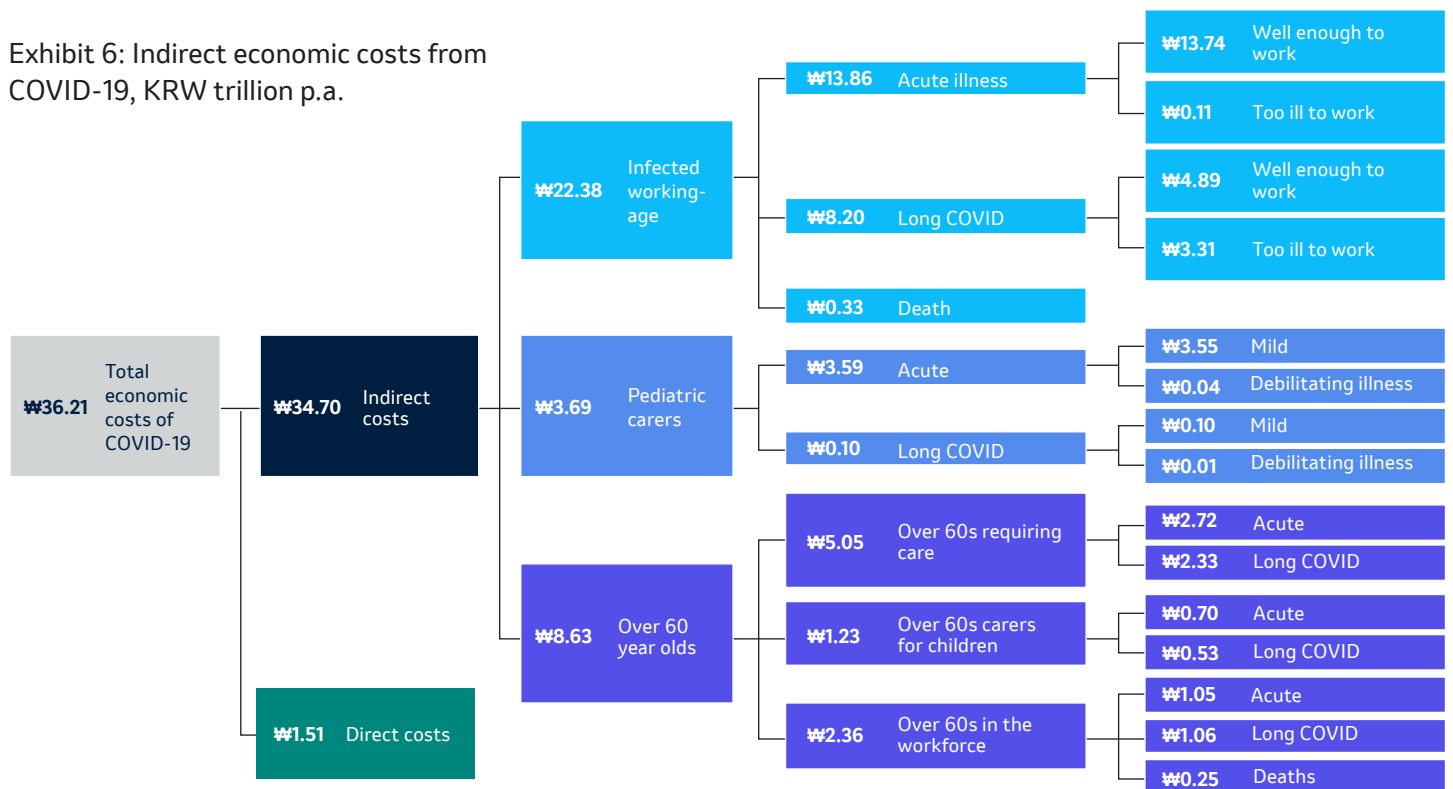 Exhibit 6: Indirect economic costs from
COVID-19, KRW trillion p.a.
₩36.21 Total
economic
costs of
COVID-19
₩34.70 Indirect
costs
₩1.51 Direct costs
₩22.38 Infected
working-
age
₩3.69 Pediatric
carers
₩8.63 Over 60
year olds
₩13.86 Acute illness
₩8.20 Long COVID
₩0.33 Death
₩3.59 Acute
₩0.10 Long COVID
₩5.05 Over 60s requiring
care
₩1.23 Over 60s carers
for children
₩2.36 Over 60s in the
workforce
₩13.74 Well enough to
work
₩0.11 Too ill to work
₩4.89 Well enough to
work
₩3.31 Too ill to work
₩3.55 Mild
₩0.04 Debilitating illness
₩0.10 Mild
₩0.01 Debilitating illness
₩2.72 Acute
₩2.33 Long COVID
₩0.70 Acute
₩0.53 Long COVID
₩1.05 Acute
₩1.06 Long COVID
₩0.25 Deaths